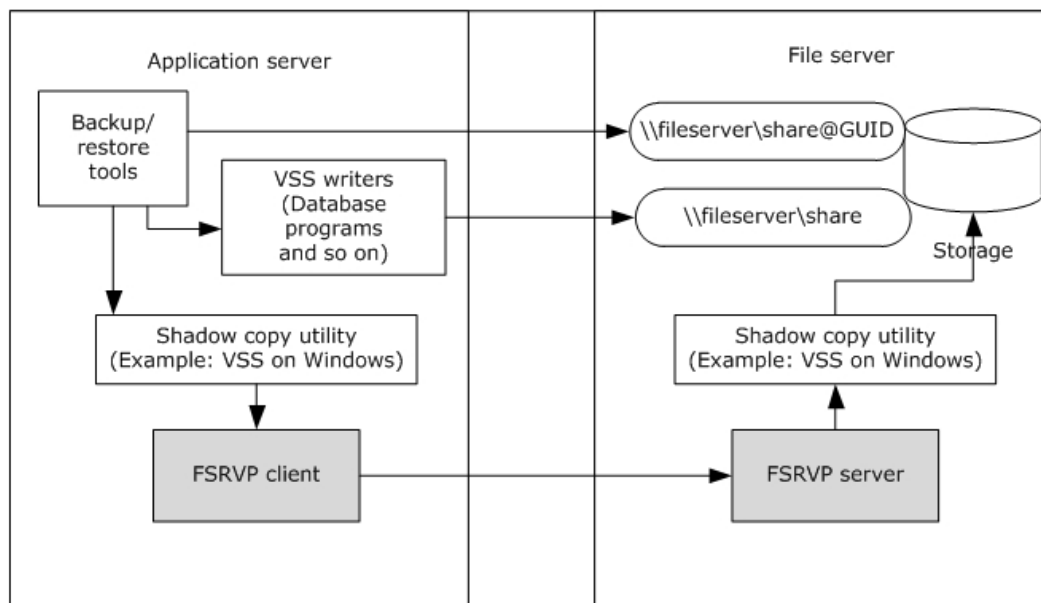 Application server
File server
Backup/
restore
tools
\\fileserver\share@GUID
VSS writers
(Database
programs
and so on)
\\fileserver\share
Storage
Shadow copy utility
(Example: VSS on Windows)
Shadow copy utility
(Example: VSS on Windows)
FSRVP client
FSRVP server